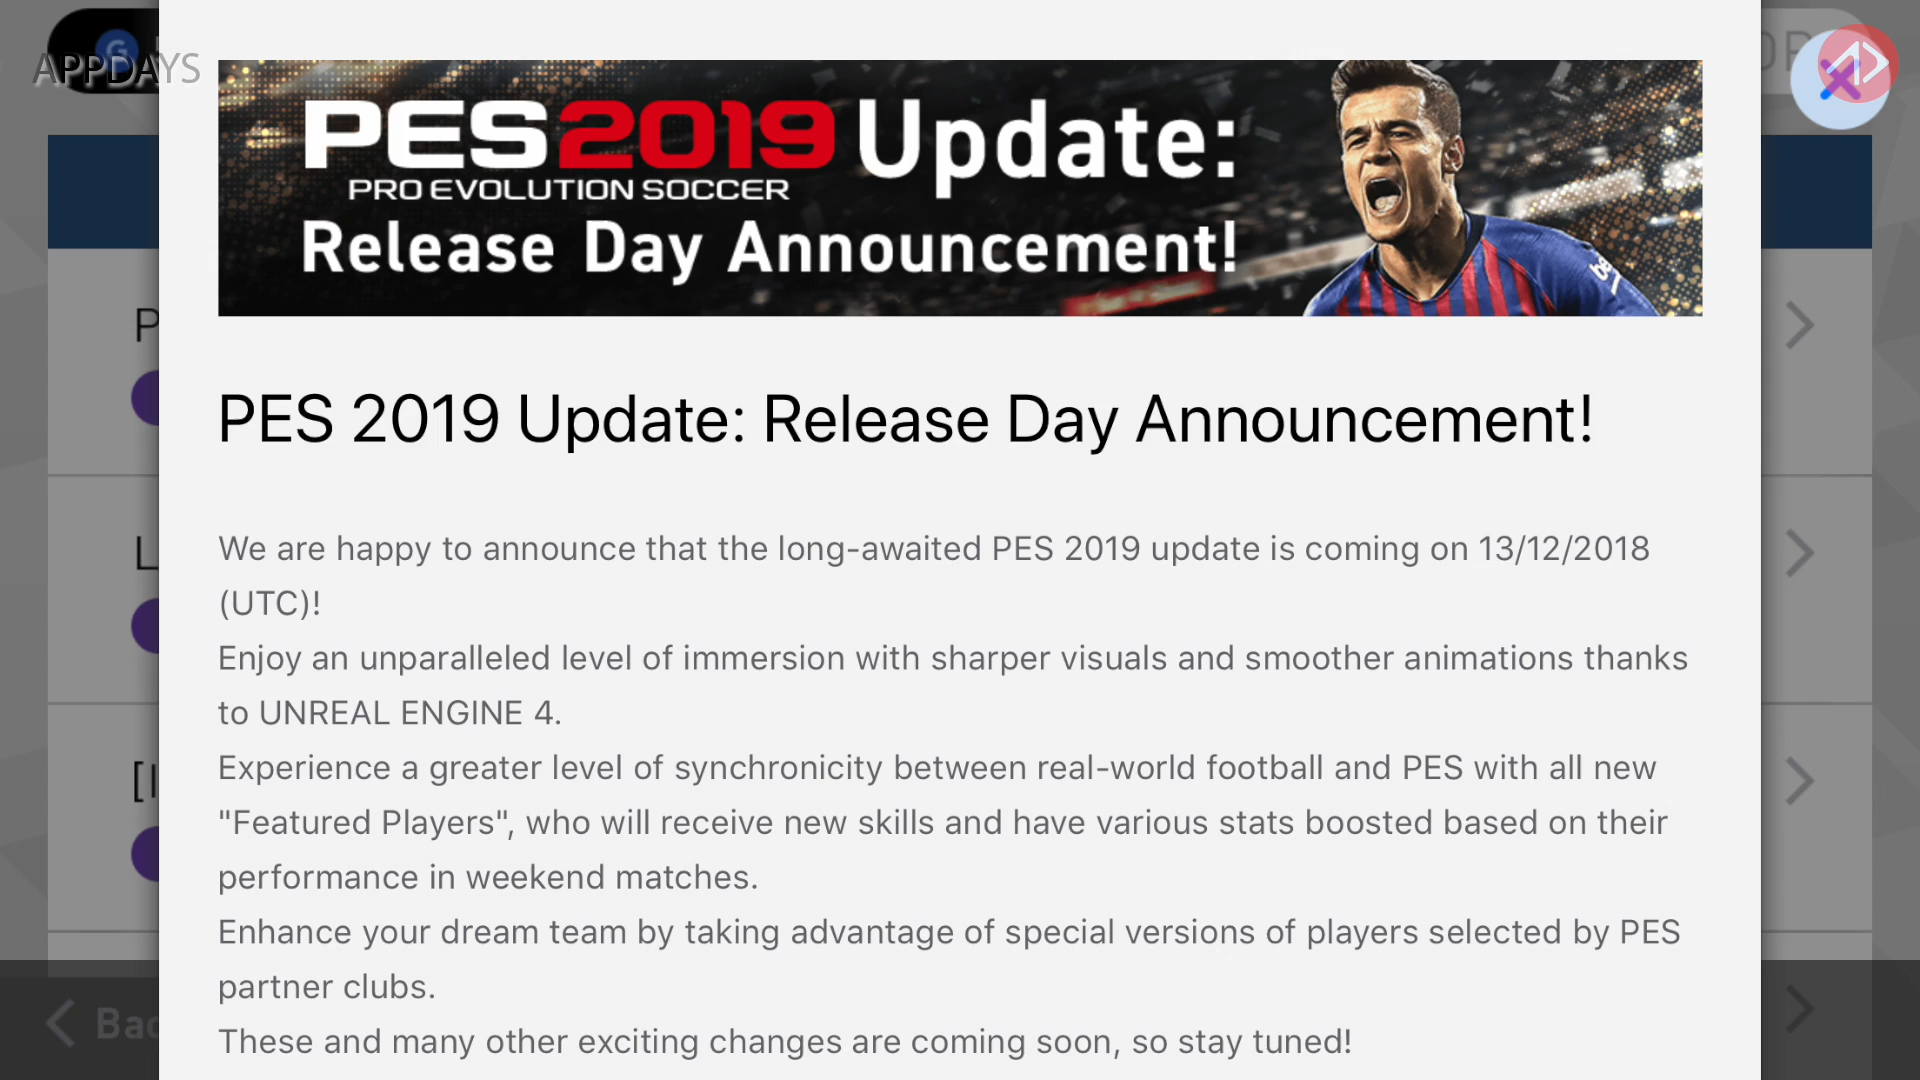 APPDAYS
PES2019 Update:
PRO EVOLUTION SOCCER
Release Day Announcement!
PES 2019 Update: Release Day Announcement!
We are happy to announce that the long-awaited PES 2019 update is coming on 13/12/2018
(UTC)!
Enjoy an unparalleled level of immersion with sharper visuals and smoother animations thanks
to UNREAL ENGINE 4.
Experience a greater level of synchronicity between real-world football and PES with all new
"Featured Players", who will receive new skills and have various stats boosted based on their
performance in weekend matches.
Enhance your dream team by taking advantage of special versions of players selected by PES
partner clubs.
These and many other exciting changes are coming soon, so stay tuned!